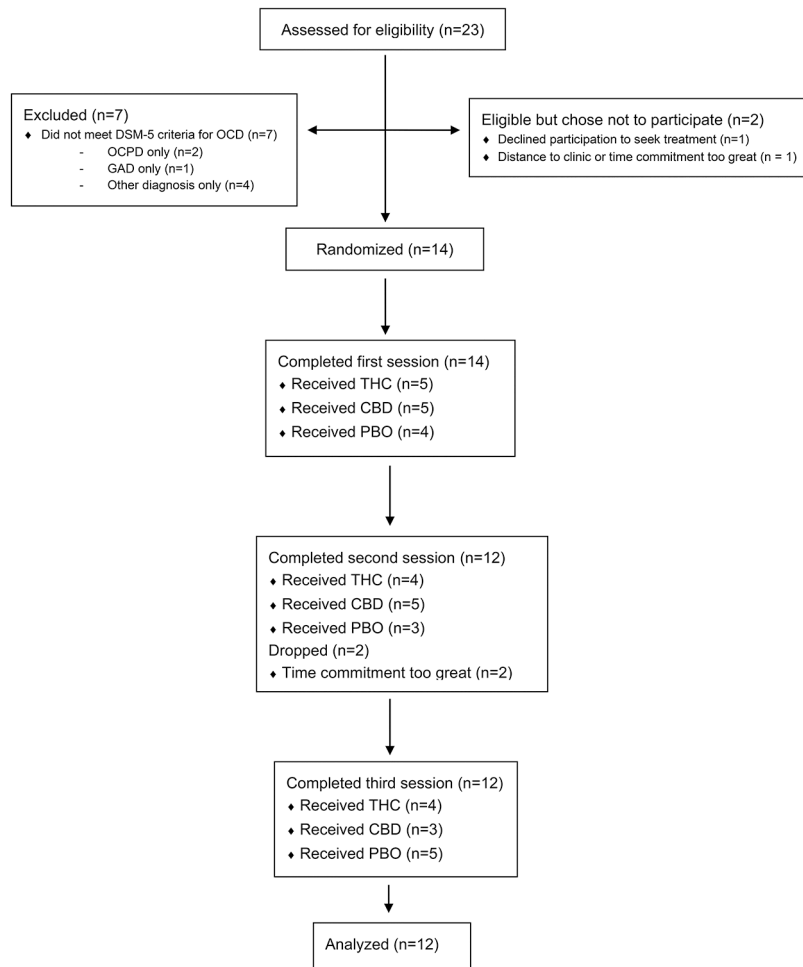 Assessed for eligibility (n=23)
Excluded (n=7)
♦ Did not meet DSM-5 criteria for OCD (n=7)
- OCPD only (n=2)
- GAD only (n=1)
- Other diagnosis only (n=4)
Eligible but chose not to participate (n=2)
♦ Declined participation to seek treatment (n=1)
♦ Distance to clinic or time commitment too great (n = 1)
Randomized (n=14)
Completed first session (n=14)
♦ Received THC (n=5)
♦ Received CBD (n=5)
♦ Received PBO (n=4)
Completed second session (n=12)
♦ Received THC (n=4)
♦ Received CBD (n=5)
♦ Received PBO (n=3)
Dropped (n=2)
♦ Time commitment too great (n=2)
Completed third session (n=12)
♦ Received THC (n=4)
♦ Received CBD (n=3)
♦ Received PBO (n=5)
Analyzed (n=12)